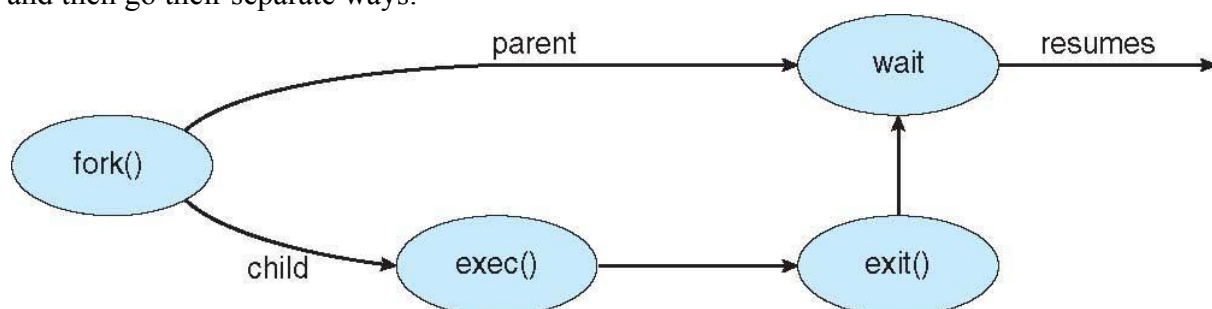 and then go their separate ways.
parent
resumes
wait
fork()
child
exec()
exit()